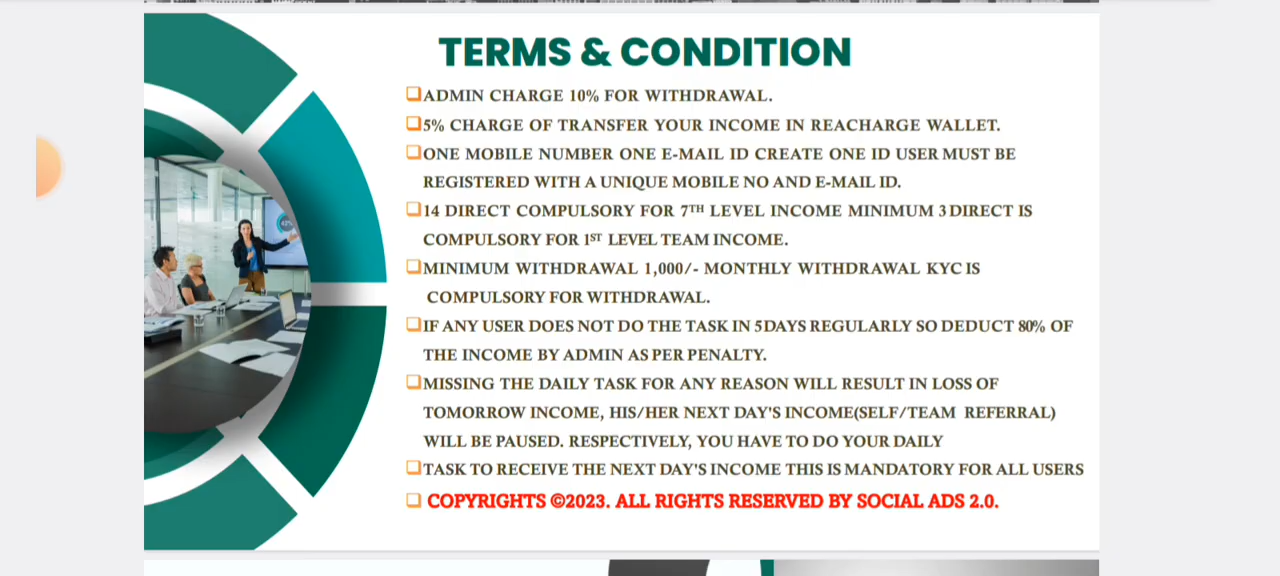 TERMS & CONDITION
❑ADMIN CHARGE 10% FOR WITHDRAWAL.
❑5% CHARGE OF TRANSFER YOUR INCOME IN REACHARGE WALLET.
❑ONE MOBILE NUMBER ONE E-MAIL ID CREATE ONE ID USER MUST BE
REGISTERED WITH A UNIQUE MOBILE NO AND E-MAIL ID.
❑14 DIRECT COMPULSORY FOR 7TH LEVEL INCOME MINIMUM 3 DIRECT IS
COMPULSORY FOR 1ST LEVEL TEAM INCOME.
❑MINIMUM WITHDRAWAL 1,000/- MONTHLY WITHDRAWAL KYC IS
COMPULSORY FOR WITHDRAWAL.
❑IF ANY USER DOES NOT DO THE TASK IN 5 DAYS REGULARLY SO DEDUCT 80% OF
THE INCOME BY ADMIN AS PER PENALTY.
❑MISSING THE DAILY TASK FOR ANY REASON WILL RESULT IN LOSS OF
TOMORROW INCOME, HIS/HER NEXT DAY'S INCOME(SELF/TEAM REFERRAL)
WILL BE PAUSED. RESPECTIVELY, YOU HAVE TO DO YOUR DAILY
❑TASK TO RECEIVE THE NEXT DAY'S INCOME THIS IS MANDATORY FOR ALL USERS
❑ COPYRIGHTS ©2023. ALL RIGHTS RESERVED BY SOCIAL ADS 2.0.